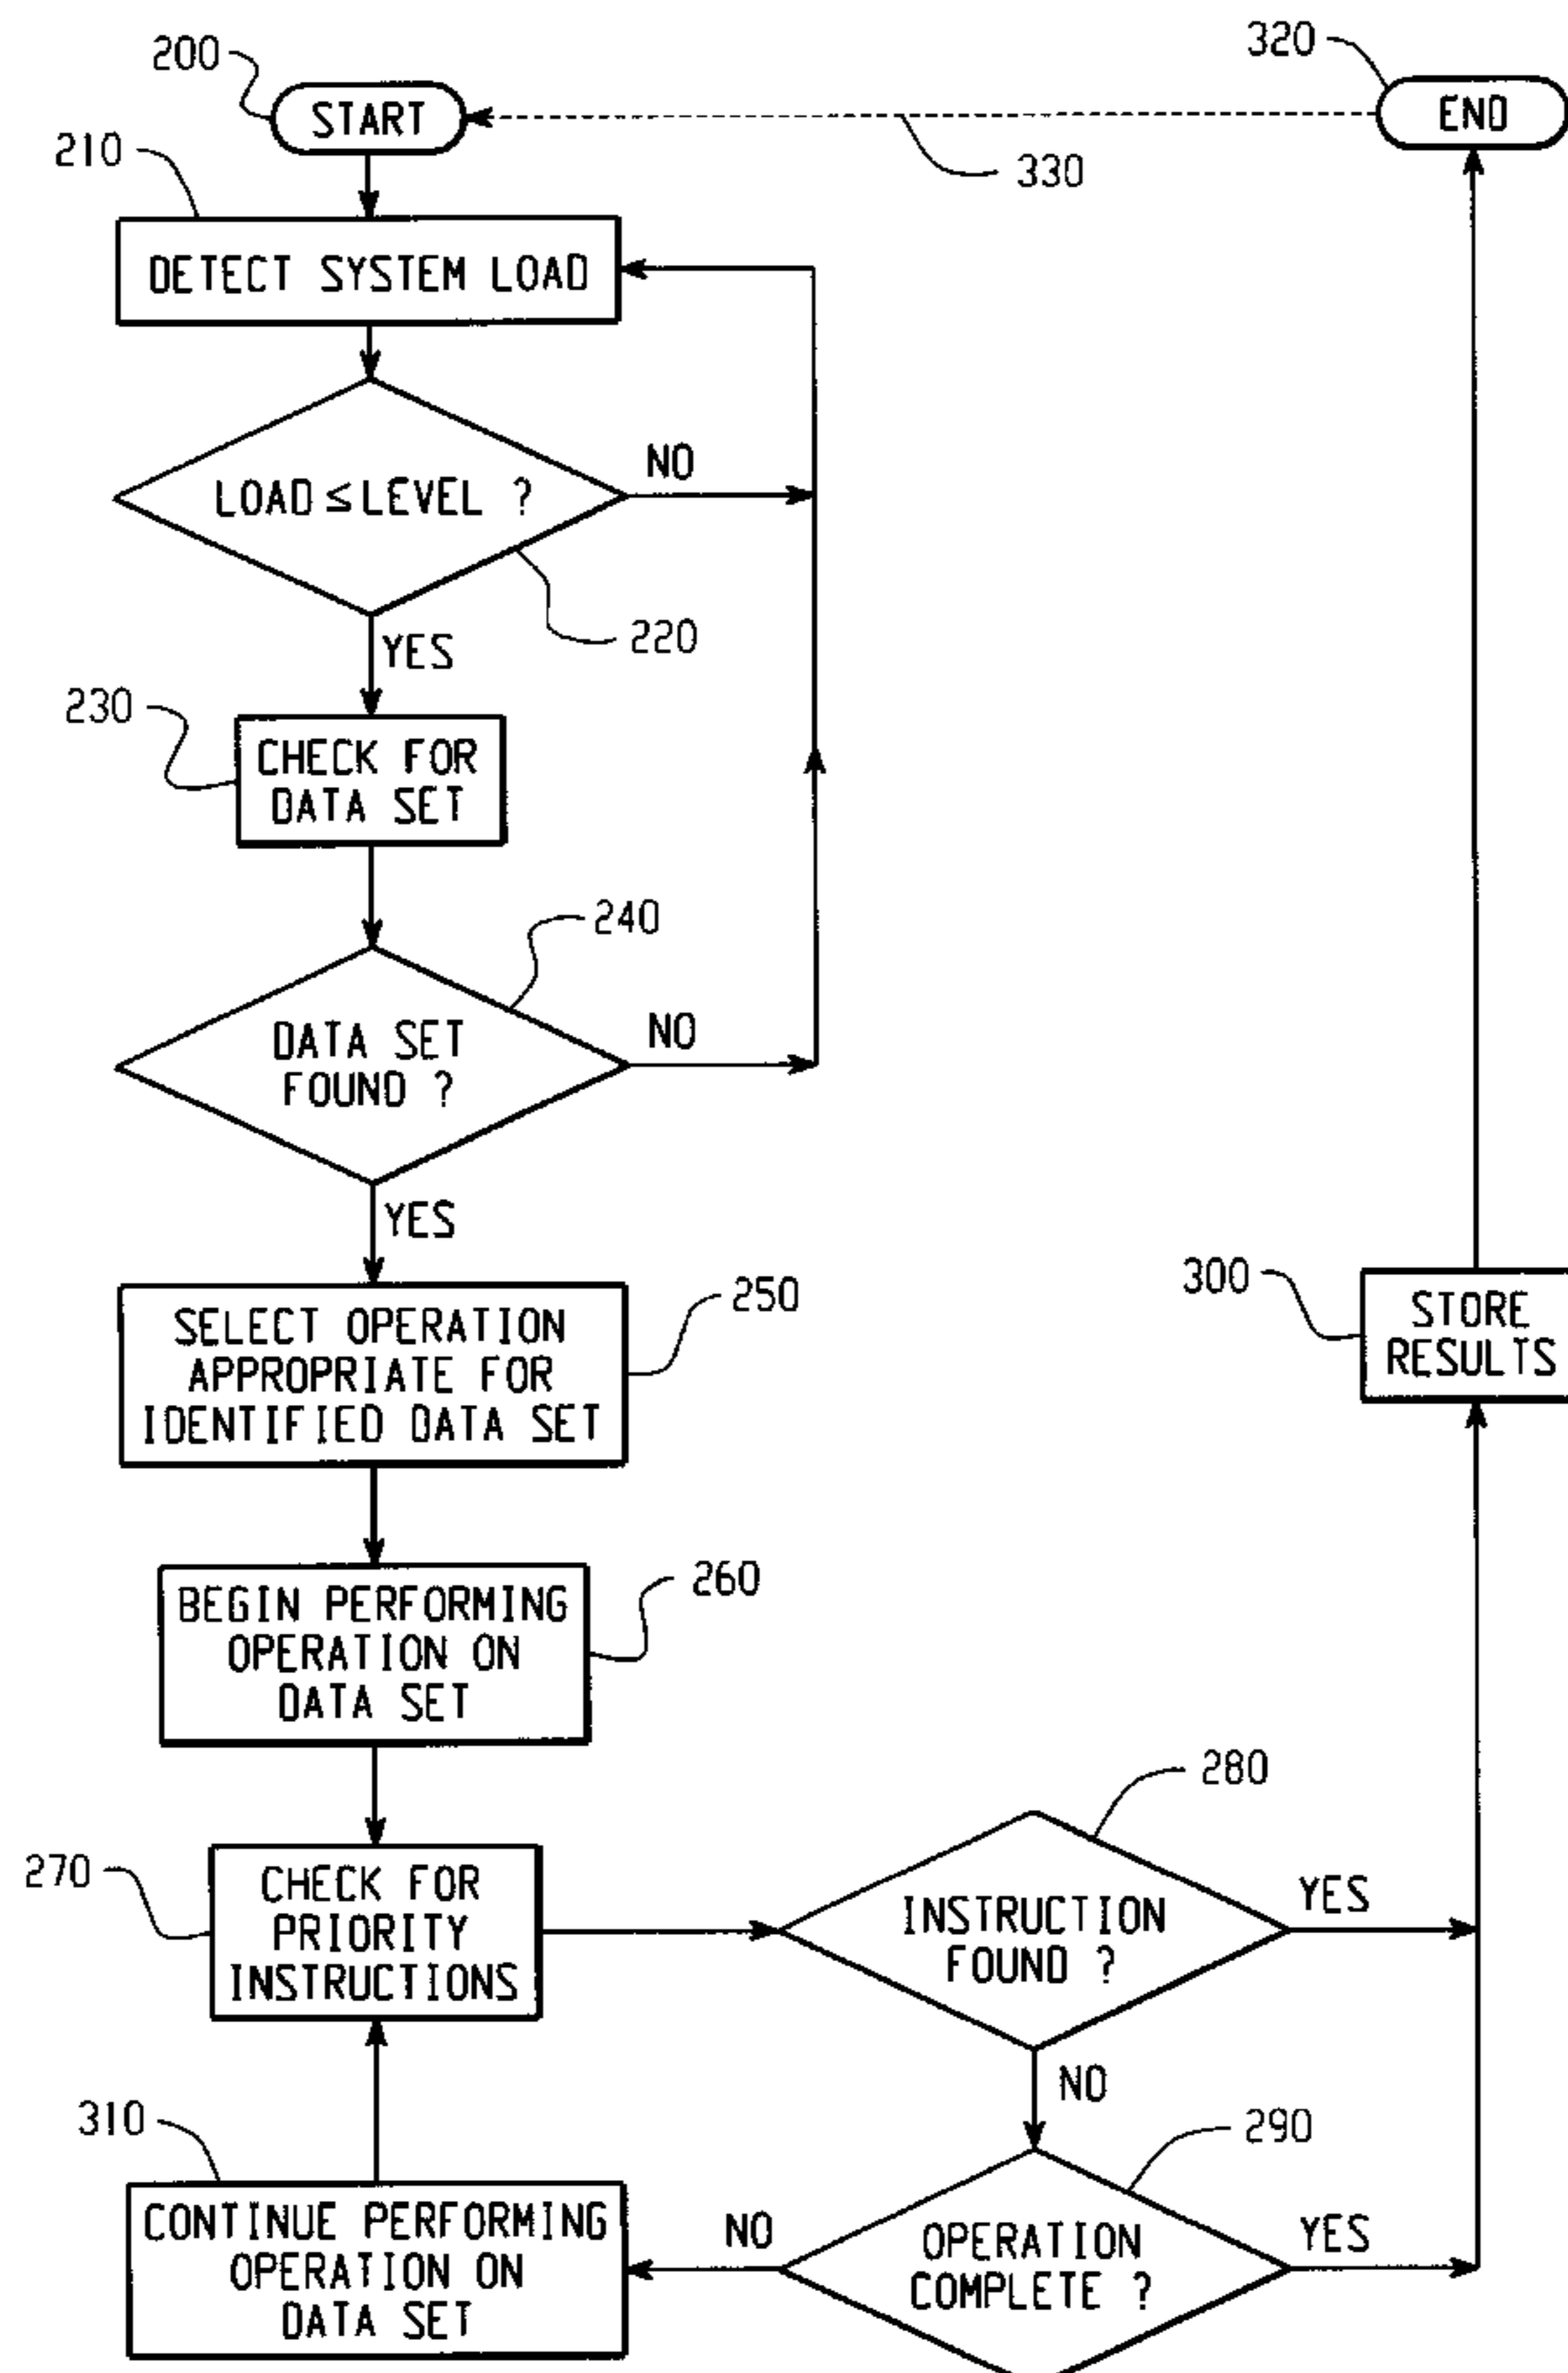 200
START
320
END
330
210
DETECT SYSTEM LOAD
LOAD ≤ LEVEL ?
NO
220
YES
230
CHECK FOR
DATA SET
240
DATA SET
FOUND ?
NO
YES
250
SELECT OPERATION
APPROPRIATE FOR
IDENTIFIED DATA SET
300
STORE
RESULTS
260
BEGIN PERFORMING
OPERATION ON
DATA SET
270
CHECK FOR
PRIORITY
INSTRUCTIONS
280
INSTRUCTION
FOUND ?
YES
NO
290
OPERATION
COMPLETE ?
YES
NO
310
CONTINUE PERFORMING
OPERATION ON
DATA SET